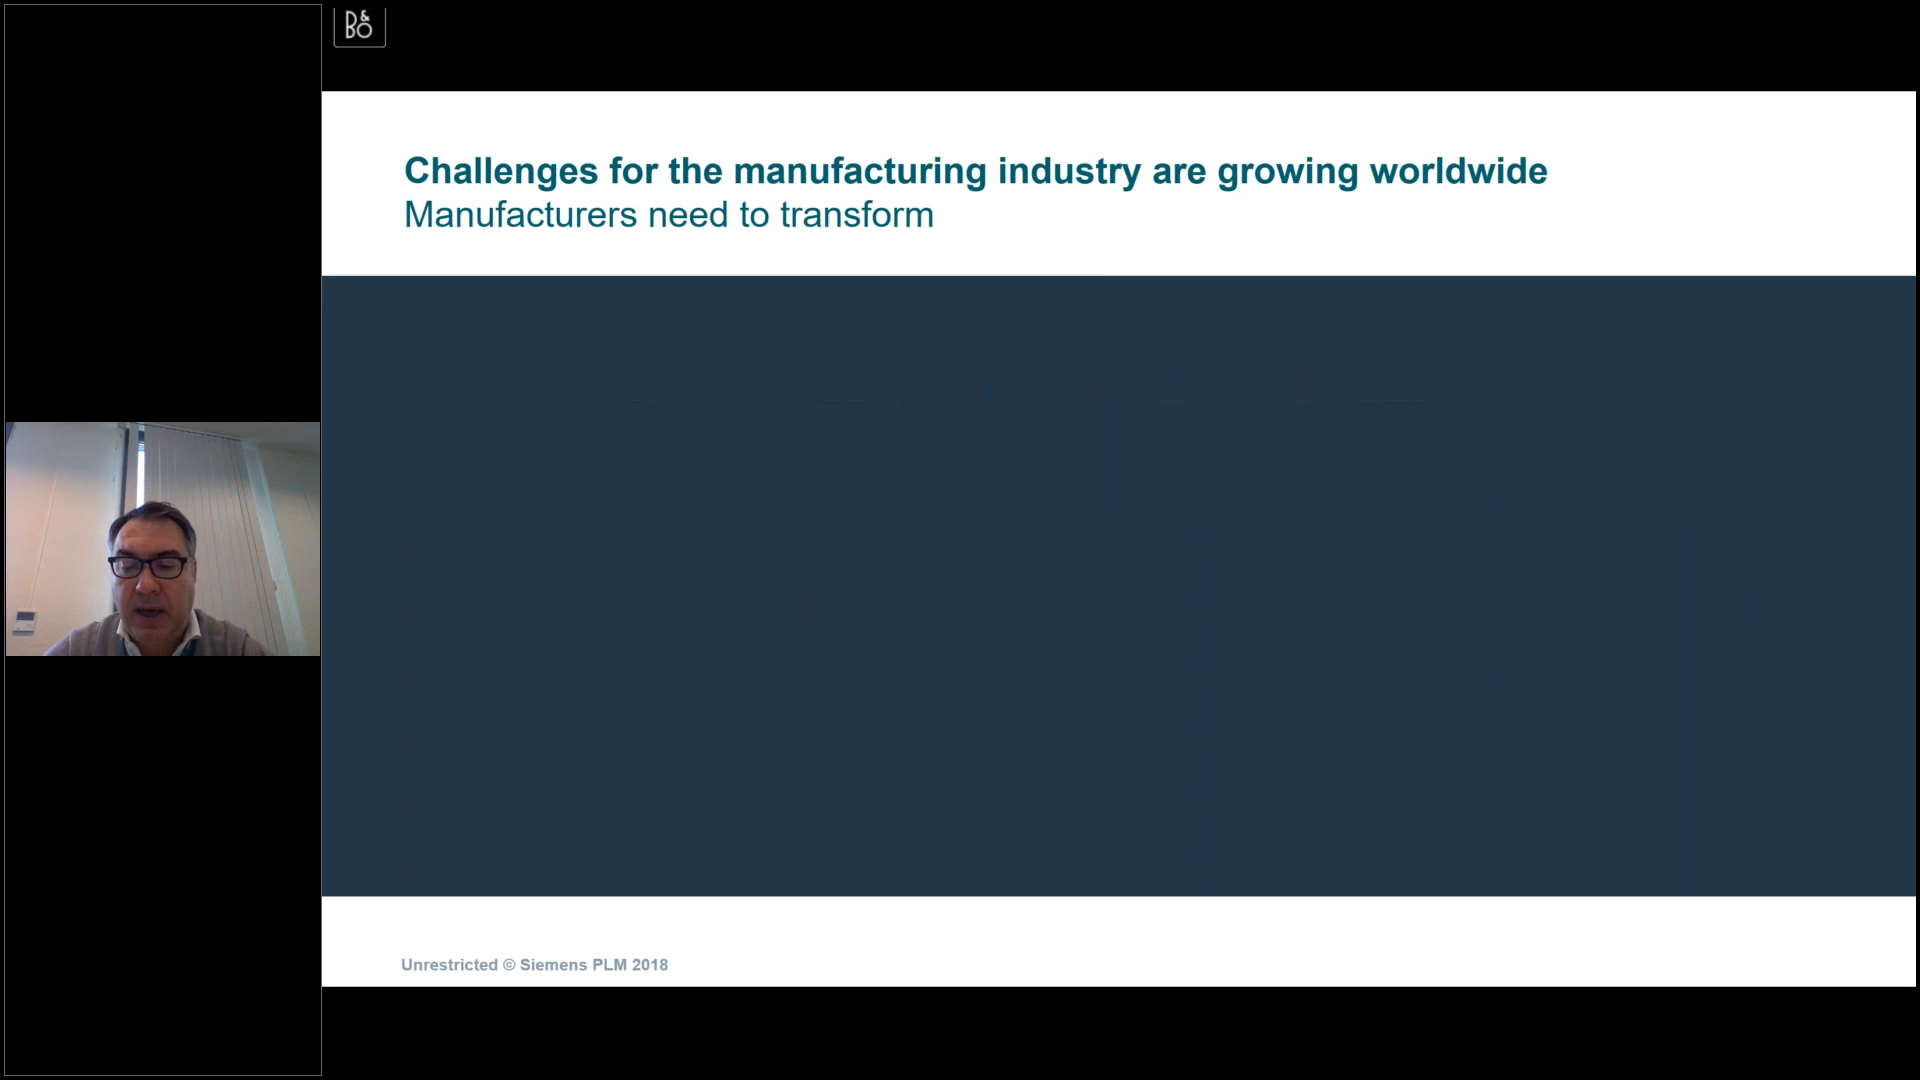 B&O
Challenges for the manufacturing industry are growing worldwide
Manufacturers need to transform
Unrestricted © Siemens PLM 2018